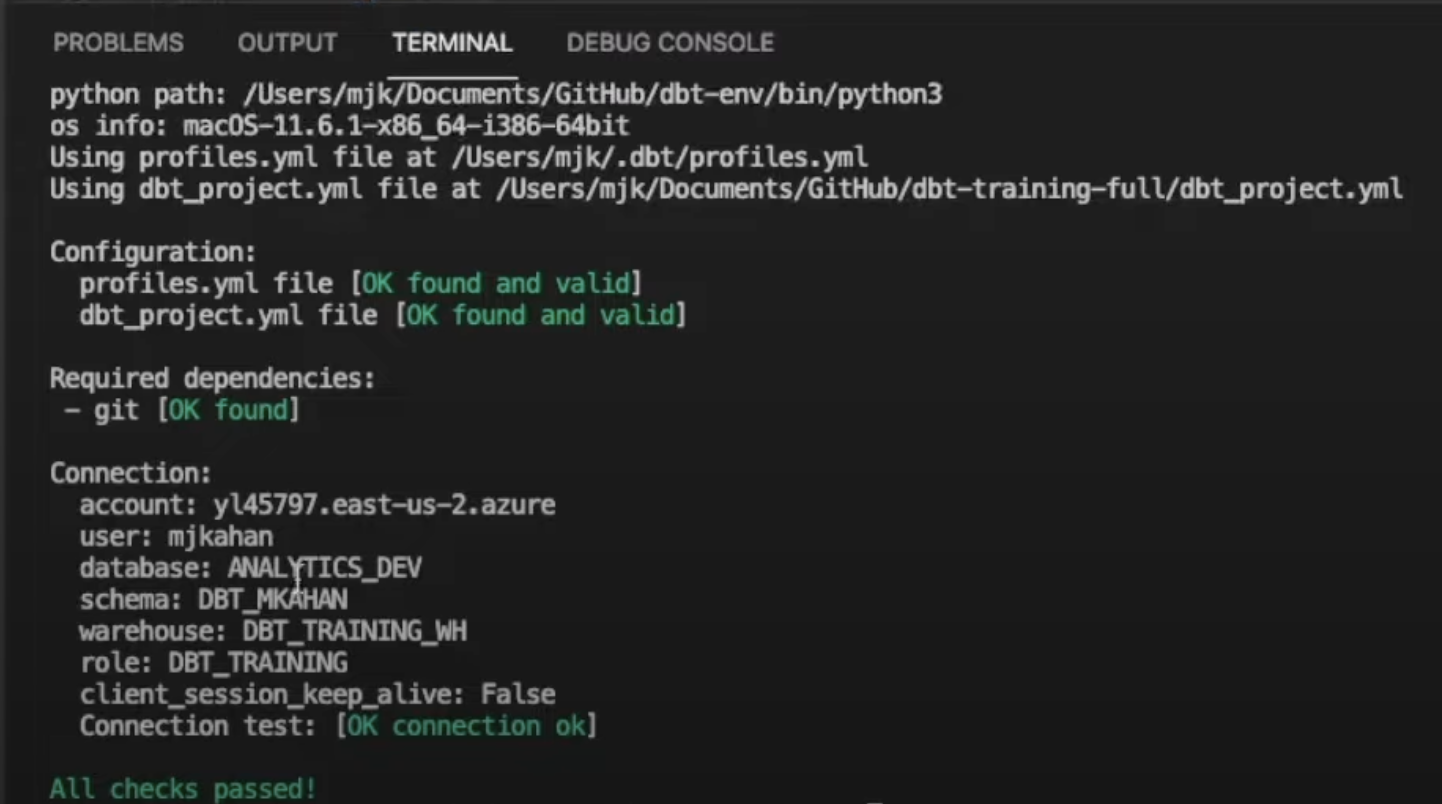 PROBLEMS OUTPUT TERMINAL DEBUG CONSOLE
python path: /Users/mjk/Documents/GitHub/dbt-env/bin/python3
os info: macOS-11.6.1-x86_64-i386-64bit
Using profiles.yml file at /Users/mjk/.dbt/profiles.yml
Using dbt_project.yml file at /Users/mjk/Documents/GitHub/dbt-training-full/dbt_project.yml
Configuration:
profiles.yml file [OK found and valid]
dbt_project.yml file [OK found and valid]
Required dependencies:
- git [OK found]
Connection:
account: yl45797.east-us-2.azure
user: mjkahan
database: ANALYTICS_DEV
schema: DBT_MKAHAN
warehouse: DBT_TRAINING_WH
role: DBT_TRAINING
client_session_keep_alive: False
Connection test: [OK connection ok]
All checks passed!